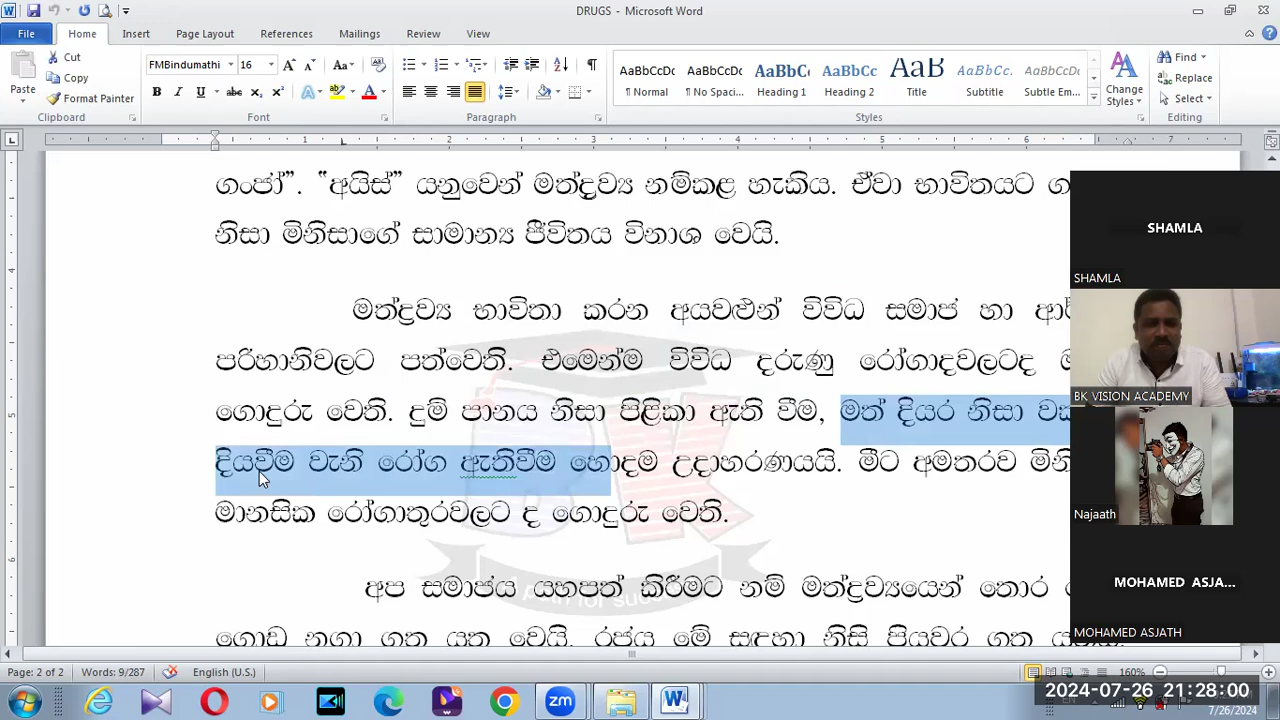 DRUGS - Microsoft Word
File Home Insert Page Layout References Mailings Review View
Paste Cut Copy Format Painter
FMBindumathi 16
AaBbCcDc AaBbCcDc AaBbCc AaBbCc AaB AaBbCcL AaBbCcDc
¶ Normal ¶ No Spaci... Heading 1 Heading 2 Title Subtitle Subtle Em...
Change Styles
Find Replace Select
Clipboard Font Paragraph Styles Editing
ගංජා”. “අයිස්” යනුවෙන් මත්ද්‍රව්‍ය නම්කළ හැකිය. ඒවා භාවිතයට
නිසා මිනිසාගේ සාමාන්‍ය ජීවිතය විනාශ වෙයි.
මත්ද්‍රව්‍ය භාවිතා කරන අයවළුන් විවිධ සමාජ හා
පරිහානිවලට පත්වෙති. එමෙන්ම විවිධ දරුණු රෝගාදවලටද
ගොදුරු වෙති. දුම් පානය නිසා පිළිකා ඇති වීම, මත් දියර නිසා
දියවීම වැනි රෝග ඇතිවීම හොදම උදාහරණයයි. මීට අමතරව
මානසික රෝගාතුරවලට ද ගොදුරු වෙති.
අප සමාජය යහපත් කිරීමට නම් මත්ද්‍රව්‍යයෙන් තොර
ගොඩ නගා ගත යුතු වෙයි. රජය මේ සඳහා නිසි පියවර ගත
SHAMLA
SHAMLA
BK VISION ACADEMY
Najaath
MOHAMED ASJA...
MOHAMED ASJATH
Page: 2 of 2 Words: 9/287 English (U.S.) 160%
2024-07-26 21:28:00
7/26/2024